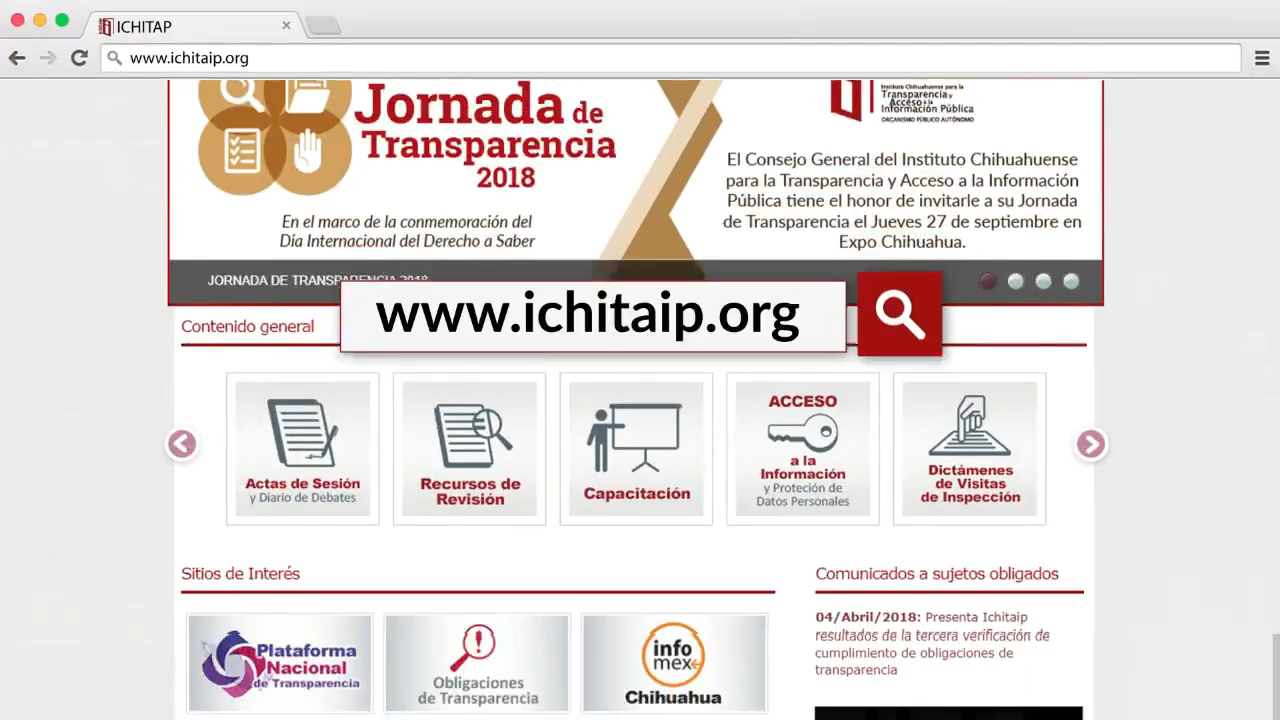 ICHITAP
www.ichitaip.org
Jornada de
Transparencia
2018
En el marco de la conmemoración del
Día Internacional del Derecho a Saber
Instituto Chihuahuense para la
Transparencia y
Acceso a la
Información Pública
ORGANISMO PÚBLICO AUTÓNOMO
El Consejo General del Instituto Chihuahuense
para la Transparencia y Acceso a la Información
Pública tiene el honor de invitarle a su Jornada
de Transparencia el Jueves 27 de septiembre en
Expo Chihuahua.
JORNADA DE TRANSPARENCIA 2018
www.ichitaip.org
Contenido general
Actas de Sesión
y Diario de Debates
Recursos de
Revisión
Capacitación
ACCESO
a la
Información
y Proteción de
Datos Personales
Dictámenes
de Visitas
de Inspección
Sitios de Interés
Plataforma
Nacional
de Transparencia
Obligaciones
de Transparencia
info
mex
Chihuahua
Comunicados a sujetos obligados
04/Abril/2018: Presenta Ichitaip
resultados de la tercera verificación de
cumplimiento de obligaciones de
transparencia